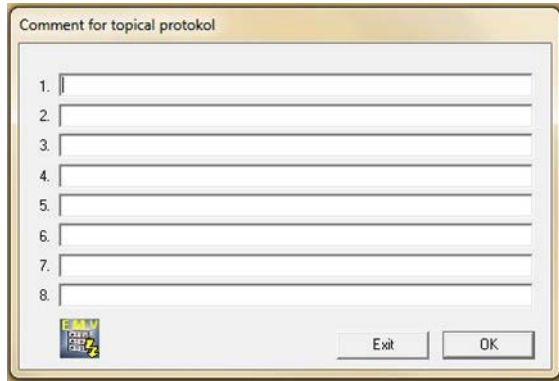 Comment for topical protokol
1.
2.
3.
4.
5.
6.
7.
8.
EMV
Exit OK